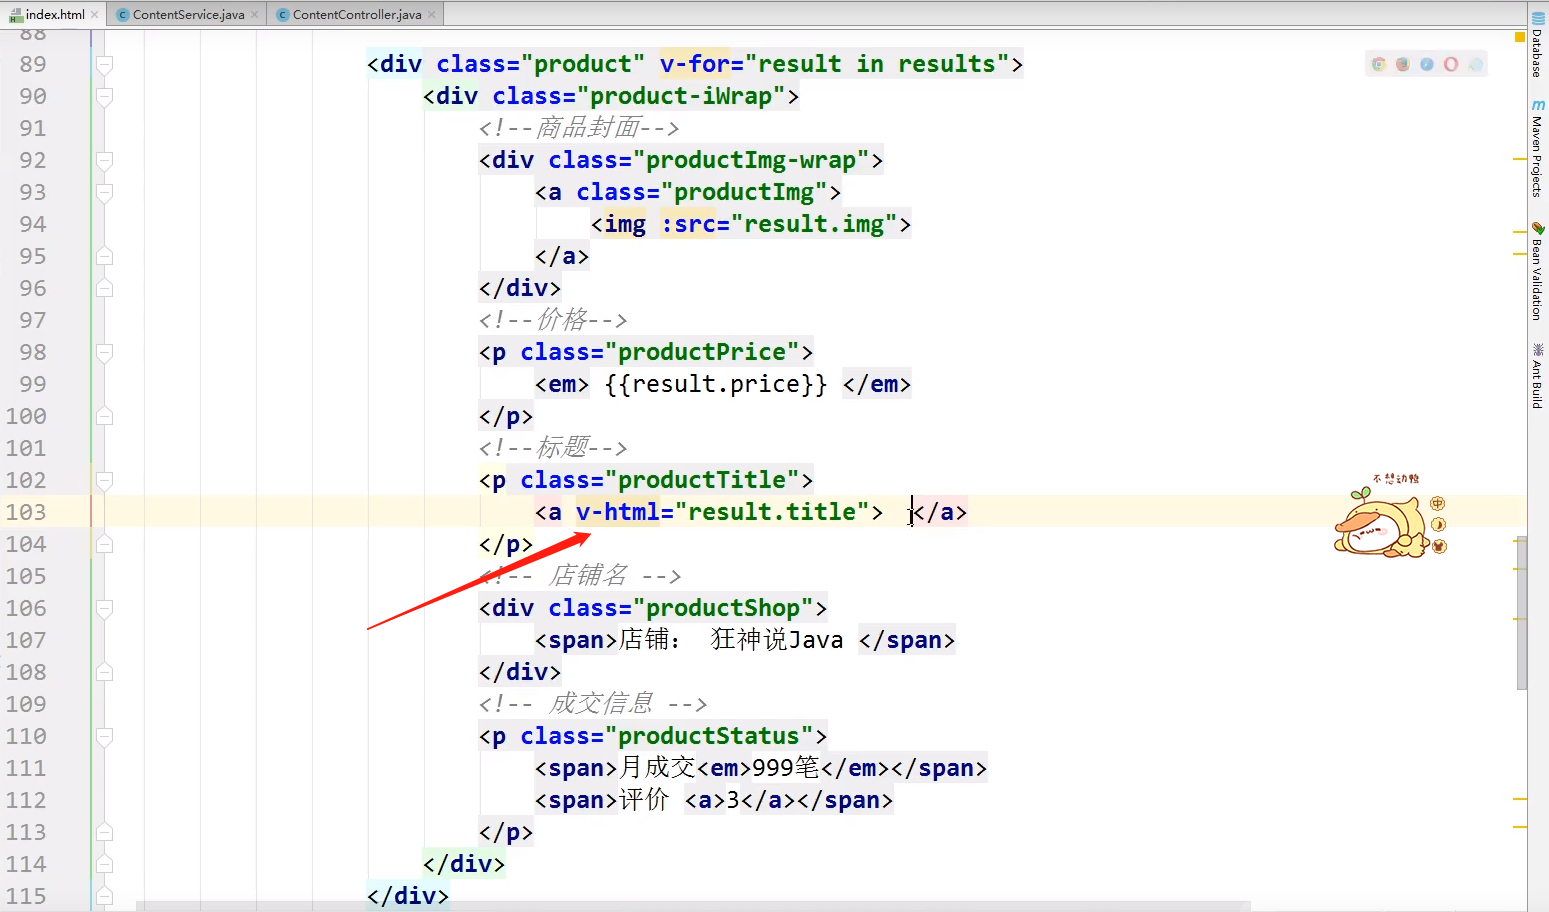 index.html
ContentService.java
ContentController.java
88
89 <div class="product" v-for="result in results">
90 <div class="product-iWrap">
91 <!--商品封面-->
92 <div class="productImg-wrap">
93 <a class="productImg">
94 <img :src="result.img">
95 </a>
96 </div>
97 <!--价格-->
98 <p class="productPrice">
99 <em> {{result.price}} </em>
100 </p>
101 <!--标题-->
102 <p class="productTitle">
103 <a v-html="result.title"> </a>
104 </p>
105 <!-- 店铺名 -->
106 <div class="productShop">
107 <span>店铺： 狂神说Java </span>
108 </div>
109 <!-- 成交信息 -->
110 <p class="productStatus">
111 <span>月成交<em>999笔</em></span>
112 <span>评价 <a>3</a></span>
113 </p>
114 </div>
115 </div>
Database
m Maven Projects
Bean Validation
Ant Build
不想动鸭
中